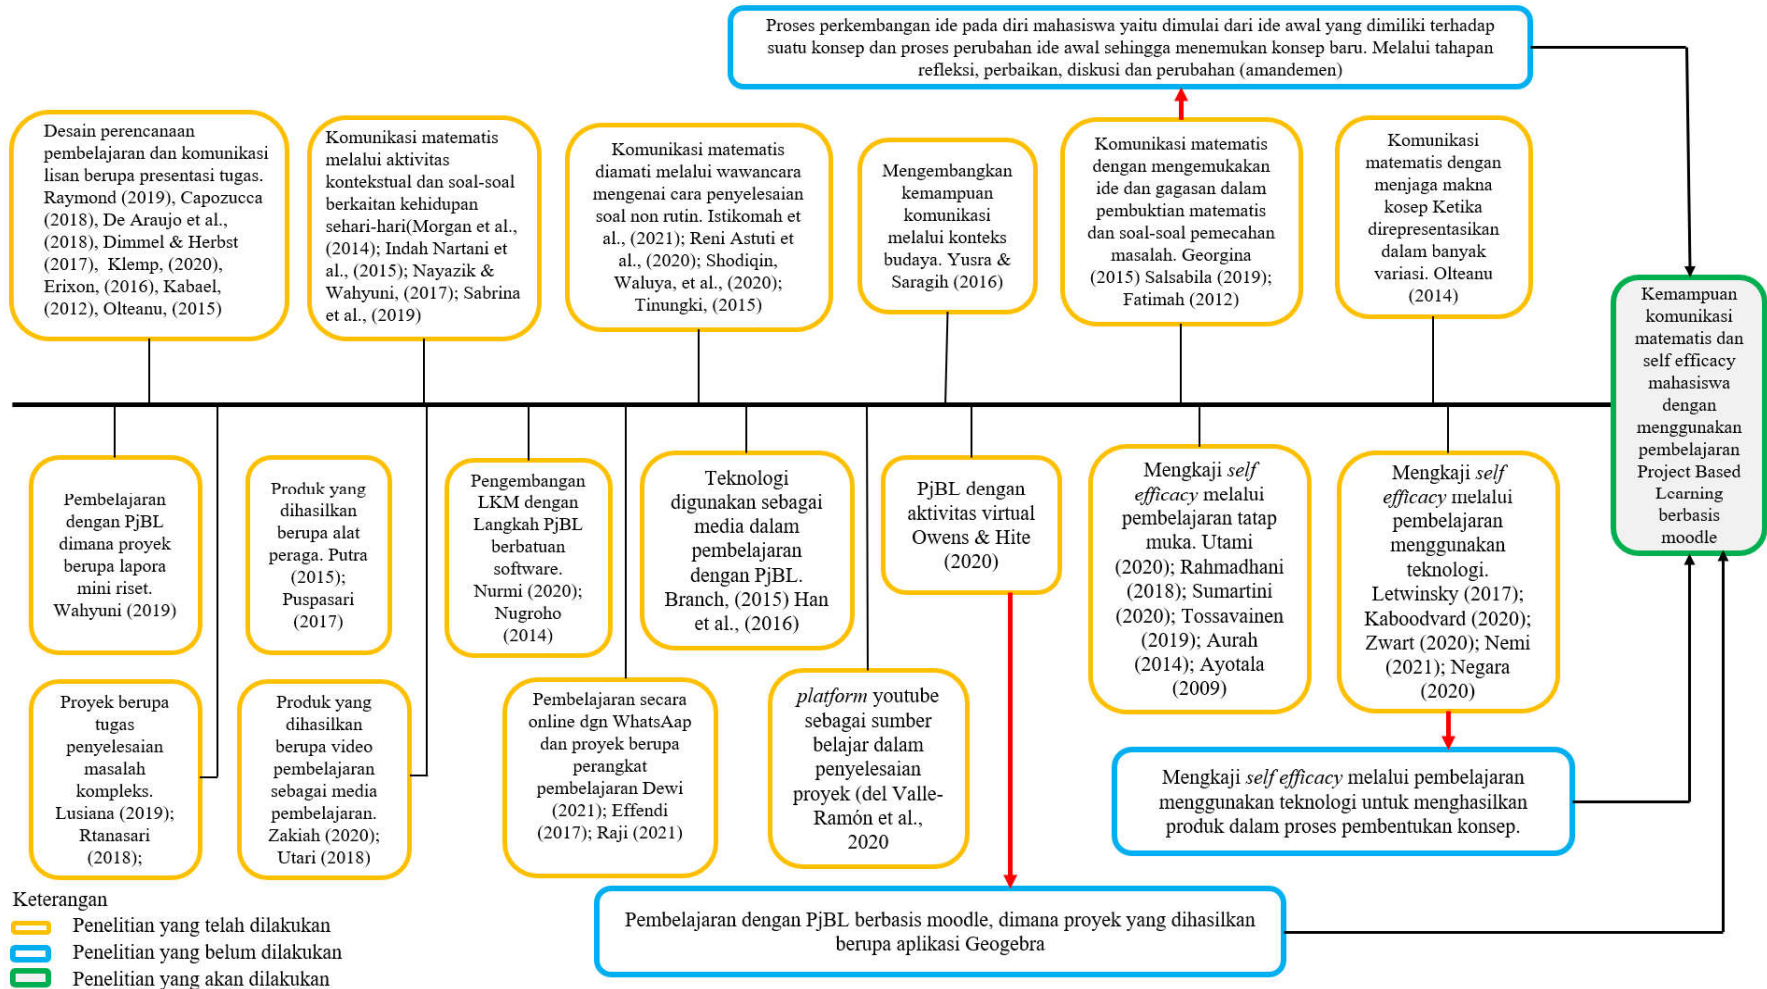 Proses perkembangan ide pada diri mahasiswa yaitu dimulai dari ide awal yang dimiliki terhadap
suatu konsep dan proses perubahan ide awal sehingga menemukan konsep baru. Melalui tahapan
refleksi, perbaikan, diskusi dan perubahan (amandemen)
Desain perencanaan
pembelajaran dan komunikasi
lisan berupa presentasi tugas.
Raymond (2019), Capozucca
(2018), De Araujo et al.,
(2018), Dimmel & Herbst
(2017), Klemp, (2020),
Erixon, (2016), Kabael,
(2012), Olteanu, (2015)
Komunikasi matematis
melalui aktivitas
kontekstual dan soal-soal
berkaitan kehidupan
sehari-hari(Morgan et al.,
(2014); Indah Nartani et
al., (2015); Nayazik &
Wahyuni, (2017); Sabrina
et al., (2019)
Komunikasi matematis
diamati melalui wawancara
mengenai cara penyelesaian
soal non rutin. Istikomah et
al., (2021); Reni Astuti et
al., (2020); Shodiqin,
Waluya, et al., (2020);
Tinungki, (2015)
Mengembangkan
kemampuan
komunikasi
melalui konteks
budaya. Yusra &
Saragih (2016)
Komunikasi matematis
dengan mengemukakan
ide dan gagasan dalam
pembuktian matematis
dan soal-soal pemecahan
masalah. Georgina
(2015) Salsabila (2019);
Fatimah (2012)
Komunikasi
matematis dengan
menjaga makna
kosep Ketika
direpresentasikan
dalam banyak
variasi. Olteanu
(2014)
Kemampuan
komunikasi
matematis dan
self efficacy
mahasiswa
dengan
menggunakan
pembelajaran
Project Based
Learning
berbasis
moodle
Pembelajaran
dengan PjBL
dimana proyek
berupa lapora
mini riset.
Wahyuni (2019)
Produk yang
dihasilkan
berupa alat
peraga. Putra
(2015);
Puspasari
(2017)
Pengembangan
LKM dengan
Langkah PjBL
berbatuan
software.
Nurmi (2020);
Nugroho
(2014)
Teknologi
digunakan sebagai
media dalam
pembelajaran
dengan PjBL.
Branch, (2015) Han
et al., (2016)
PjBL dengan
aktivitas virtual
Owens & Hite
(2020)
Mengkaji self
efficacy melalui
pembelajaran tatap
muka. Utami
(2020); Rahmadhani
(2018); Sumartini
(2020); Tossavainen
(2019); Aurah
(2014); Ayotala
(2009)
Mengkaji self
efficacy melalui
pembelajaran
menggunakan
teknologi.
Letwinsky (2017);
Kaboodvard (2020);
Zwart (2020); Nemi
(2021); Negara
(2020)
Proyek berupa
tugas
penyelesaian
masalah
kompleks.
Lusiana (2019);
Rtanasari
(2018);
Produk yang
dihasilkan
berupa video
pembelajaran
sebagai media
pembelajaran.
Zakiah (2020);
Utari (2018)
Pembelajaran secara
online dgn WhatsAap
dan proyek berupa
perangkat
pembelajaran Dewi
(2021); Effendi
(2017); Raji (2021)
platform youtube
sebagai sumber
belajar dalam
penyelesaian
proyek (del Valle-
Ramón et al.,
2020
Mengkaji self efficacy melalui pembelajaran
menggunakan teknologi untuk menghasilkan
produk dalam proses pembentukan konsep.
Pembelajaran dengan PjBL berbasis moodle, dimana proyek yang dihasilkan
berupa aplikasi Geogebra
Keterangan
Penelitian yang telah dilakukan
Penelitian yang belum dilakukan
Penelitian yang akan dilakukan